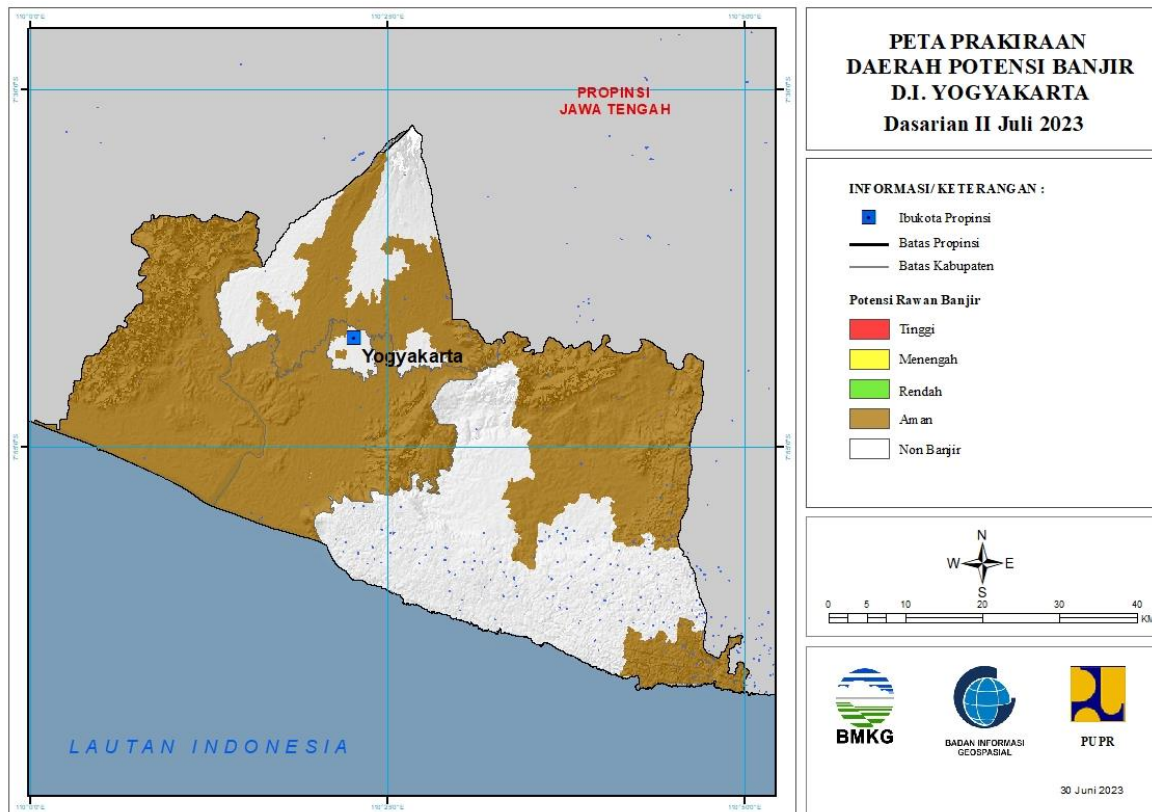 PROPINSI
JAWA TENGAH
Yogyakarta
LAUTAN INDONESIA
PETA PRAKIRAAN
DAERAH POTENSI BANJIR
D.I. YOGYAKARTA
Dasarian II Juli 2023
INFORMASI/ KETERANGAN :
Ibukota Propinsi
Batas Propinsi
Batas Kabupaten
Potensi Rawan Banjir
Tinggi
Menengah
Rendah
Aman
Non Banjir
N
W E
S
0 5 10 20 30 40
KM
BMKG
BADAN INFORMASI
GEOSPASIAL
PUPR
30 Juni 2023